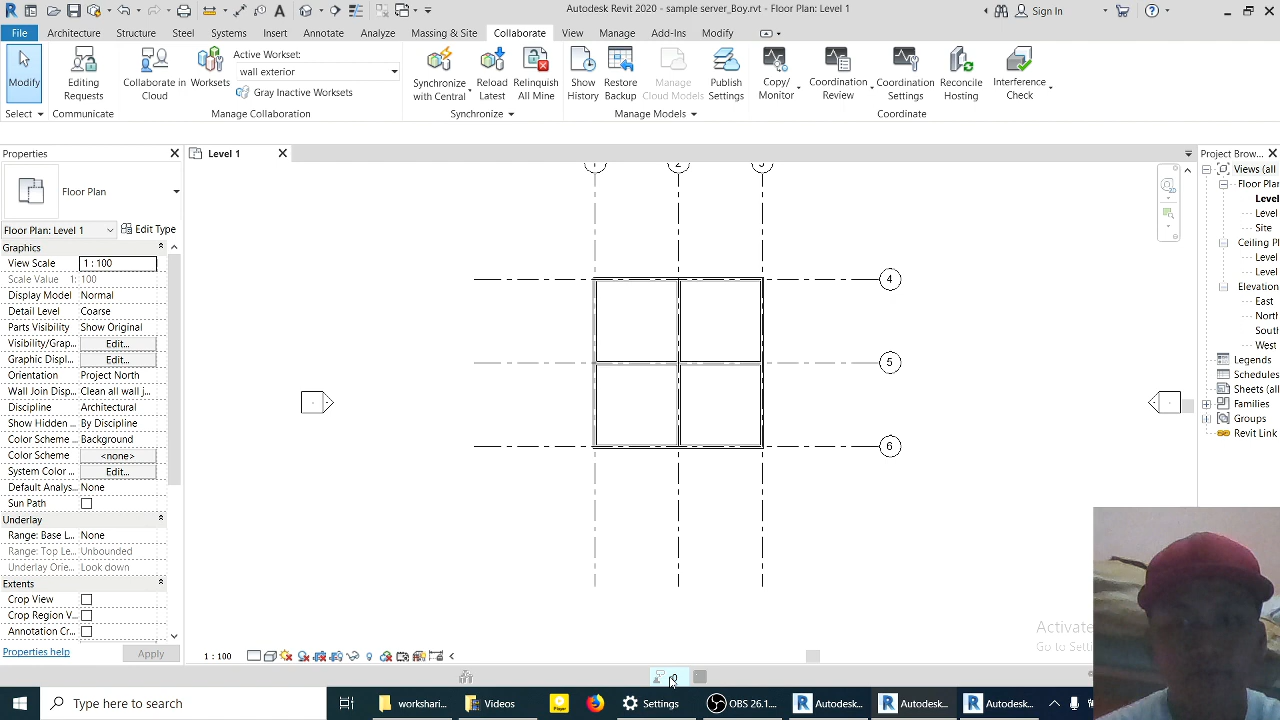 Autodesk Revit 2020 - sample server_Boy.rvt - Floor Plan: Level 1
Sign In
File Architecture Structure Steel Systems Insert Annotate Analyze Massing & Site Collaborate View Manage Add-Ins Modify
Modify
Select
Editing Requests
Communicate
Collaborate in Cloud
Worksets
Active Workset:
wall exterior
Gray Inactive Worksets
Manage Collaboration
Synchronize with Central
Reload Latest
Relinquish All Mine
Synchronize
Show History
Restore Backup
Manage Cloud Models
Publish Settings
Manage Models
Copy/ Monitor
Coordination Review
Coordination Settings
Reconcile Hosting
Interference Check
Coordinate
Properties
Floor Plan
Floor Plan: Level 1
Edit Type
Graphics
View Scale 1 : 100
Scale Value 1: 100
Display Model Normal
Detail Level Coarse
Parts Visibility Show Original
Visibility/Grap... Edit...
Graphic Displ... Edit...
Orientation Project North
Wall Join Disp... Clean all wall j...
Discipline Architectural
Show Hidden ... By Discipline
Color Scheme ... Background
Color Scheme <none>
System Color ... Edit...
Default Analys... None
Sun Path
Underlay
Range: Base L... None
Range: Top Le... Unbounded
Underlay Orie... Look down
Extents
Crop View
Crop Region V...
Annotation Cr...
Properties help
Apply
Level 1
2
4
5
6
1 : 100
Project Brow...
Views (all
Floor Plan
Level
Level
Site
Ceiling Pl
Level
Level
Elevation
East
North
South
West
Legends
Schedules
Sheets (all
Families
Groups
Revit Link
Activate
Go to Setting
Type here to search
workshari...
Videos
Settings
OBS 26.1...
Autodesk...
Autodesk...
Autodesk...